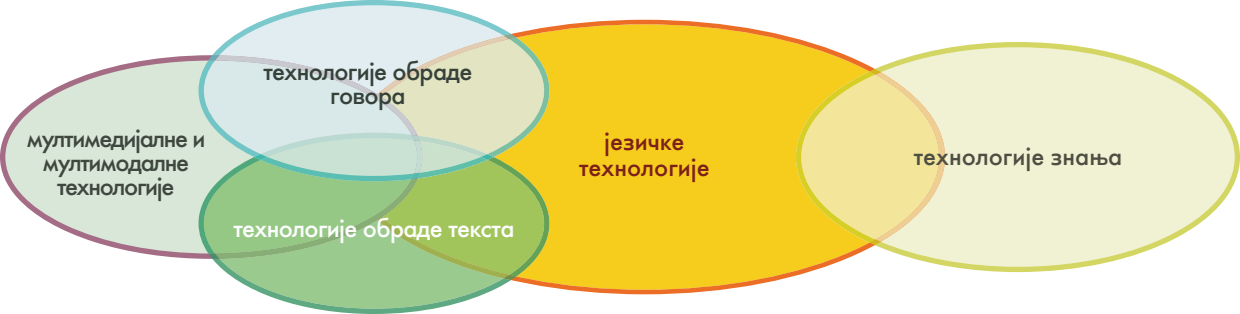 технологије обраде
говора
мултимедијалне и
мултимодалне
технологије
технологије обраде текста
језичке
технологије
технологије знања